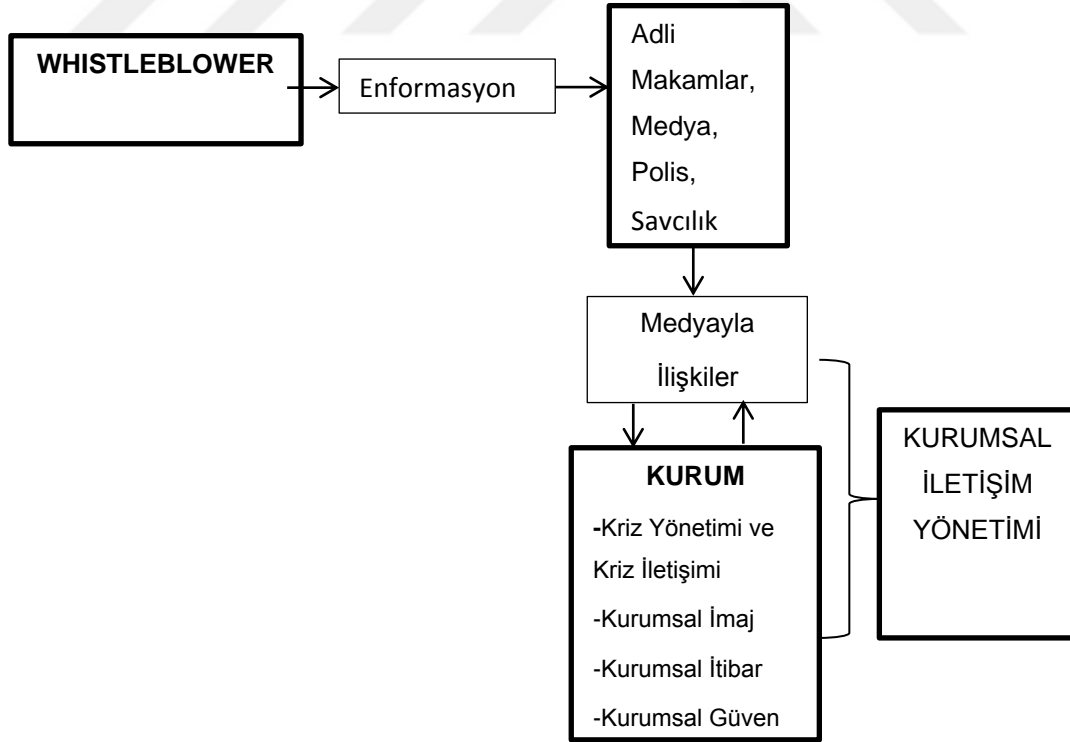 WHISTLEBLOWER
Enformasyon
Adli
Makamlar,
Medya,
Polis,
Savcılık
Medyayla
İlişkiler
KURUM
-Kriz Yönetimi ve
Kriz İletişimi
-Kurumsal İmaj
-Kurumsal İtibar
-Kurumsal Güven
KURUMSAL
İLETİŞİM
YÖNETİMİ